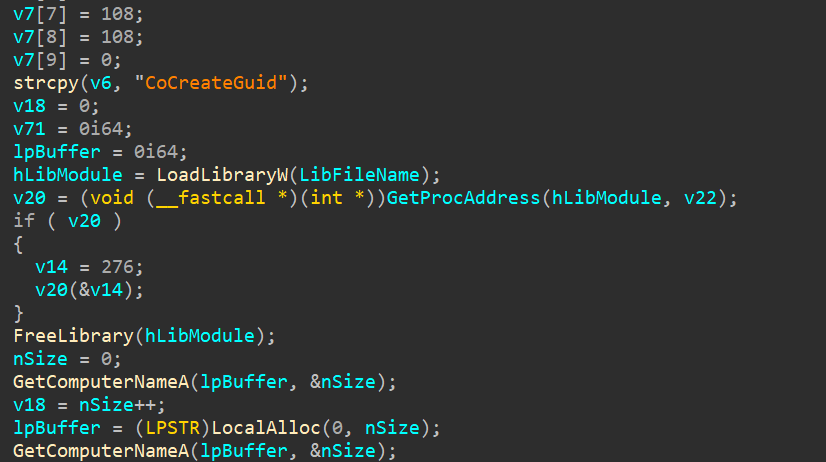 v7[7] = 108;
v7[8] = 108;
v7[9] = 0;
strcpy(v6, "CoCreateGuid");
v18 = 0;
v71 = 0i64;
lpBuffer = 0i64;
hLibModule = LoadLibraryW(LibFileName);
v20 = (void (__fastcall *)(int *))GetProcAddress(hLibModule, v22);
if ( v20 )
{
  v14 = 276;
  v20(&v14);
}
FreeLibrary(hLibModule);
nSize = 0;
GetComputerNameA(lpBuffer, &nSize);
v18 = nSize++;
lpBuffer = (LPSTR)LocalAlloc(0, nSize);
GetComputerNameA(lpBuffer, &nSize);